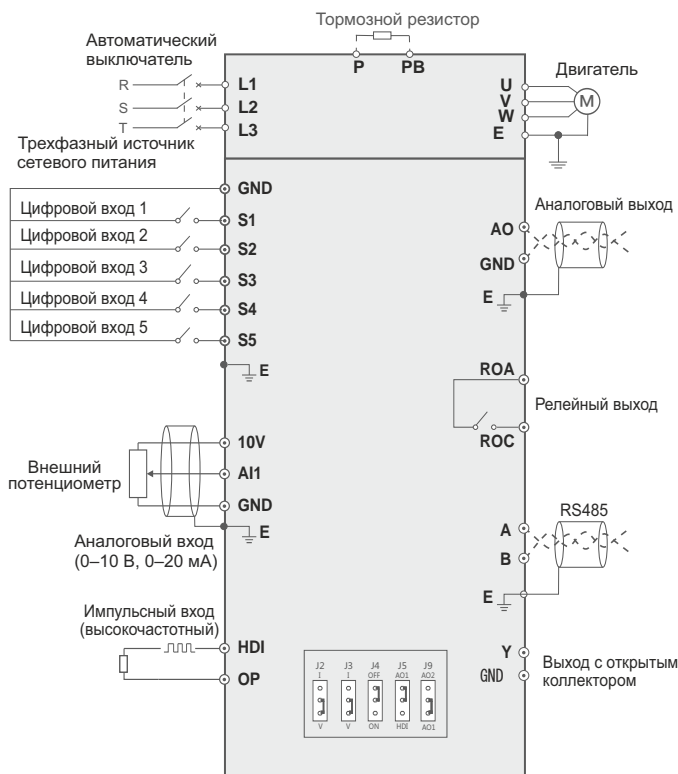 Тормозной резистор
P PB
Автоматический
выключатель
R L1
S L2
T L3
Трехфазный источник
сетевого питания
Двигатель
U
V
W
E
M
GND
Цифровой вход 1 S1
Цифровой вход 2 S2
Цифровой вход 3 S3
Цифровой вход 4 S4
Цифровой вход 5 S5
E
Аналоговый выход
AO
GND
E
ROA
Релейный выход
ROC
10V
Внешний
потенциометр
AI1
GND
E
Аналоговый вход
(0–10 В, 0–20 мА)
RS485
A
B
E
Импульсный вход
(высокочастотный)
HDI
OP
J2 J3 J4 J5 J9
I I OFF AO1 AO2
V V ON HDI AO1
Y
GND
Выход с открытым
коллектором